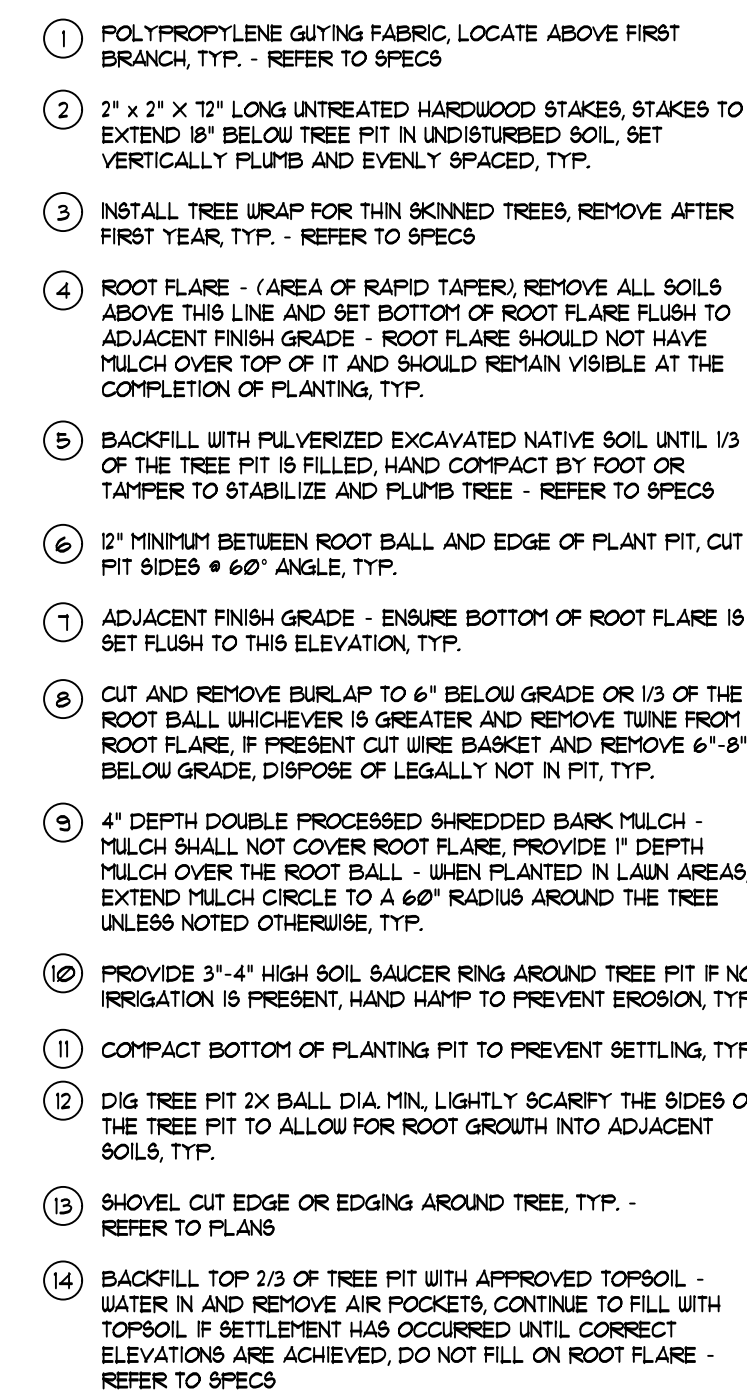 1 POLYPROPYLENE GUYING FABRIC, LOCATE ABOVE FIRST
BRANCH, TYP. - REFER TO SPECS
2 2" x 2" X 72" LONG UNTREATED HARDWOOD STAKES, STAKES TO
EXTEND 18" BELOW TREE PIT IN UNDISTURBED SOIL, SET
VERTICALLY PLUMB AND EVENLY SPACED, TYP.
3 INSTALL TREE WRAP FOR THIN SKINNED TREES, REMOVE AFTER
FIRST YEAR, TYP. - REFER TO SPECS
4 ROOT FLARE - (AREA OF RAPID TAPER), REMOVE ALL SOILS
ABOVE THIS LINE AND SET BOTTOM OF ROOT FLARE FLUSH TO
ADJACENT FINISH GRADE - ROOT FLARE SHOULD NOT HAVE
MULCH OVER TOP OF IT AND SHOULD REMAIN VISIBLE AT THE
COMPLETION OF PLANTING, TYP.
5 BACKFILL WITH PULVERIZED EXCAVATED NATIVE SOIL UNTIL 1/3
OF THE TREE PIT IS FILLED, HAND COMPACT BY FOOT OR
TAMPER TO STABILIZE AND PLUMB TREE - REFER TO SPECS
6 12" MINIMUM BETWEEN ROOT BALL AND EDGE OF PLANT PIT, CUT
PIT SIDES @ 60° ANGLE, TYP.
7 ADJACENT FINISH GRADE - ENSURE BOTTOM OF ROOT FLARE IS
SET FLUSH TO THIS ELEVATION, TYP.
8 CUT AND REMOVE BURLAP TO 6" BELOW GRADE OR 1/3 OF THE
ROOT BALL WHICHEVER IS GREATER AND REMOVE TWINE FROM
ROOT FLARE, IF PRESENT CUT WIRE BASKET AND REMOVE 6"-8"
BELOW GRADE, DISPOSE OF LEGALLY NOT IN PIT, TYP.
9 4" DEPTH DOUBLE PROCESSED SHREDDED BARK MULCH -
MULCH SHALL NOT COVER ROOT FLARE, PROVIDE 1" DEPTH
MULCH OVER THE ROOT BALL - WHEN PLANTED IN LAWN AREAS,
EXTEND MULCH CIRCLE TO A 60" RADIUS AROUND THE TREE
UNLESS NOTED OTHERWISE, TYP.
10 PROVIDE 3"-4" HIGH SOIL SAUCER RING AROUND TREE PIT IF NO
IRRIGATION IS PRESENT, HAND HAMP TO PREVENT EROSION, TYP
11 COMPACT BOTTOM OF PLANTING PIT TO PREVENT SETTLING, TYP
12 DIG TREE PIT 2X BALL DIA. MIN., LIGHTLY SCARIFY THE SIDES O
THE TREE PIT TO ALLOW FOR ROOT GROWTH INTO ADJACENT
SOILS, TYP.
13 SHOVEL CUT EDGE OR EDGING AROUND TREE, TYP. -
REFER TO PLANS
14 BACKFILL TOP 2/3 OF TREE PIT WITH APPROVED TOPSOIL -
WATER IN AND REMOVE AIR POCKETS, CONTINUE TO FILL WITH
TOPSOIL IF SETTLEMENT HAS OCCURRED UNTIL CORRECT
ELEVATIONS ARE ACHIEVED, DO NOT FILL ON ROOT FLARE -
REFER TO SPECS